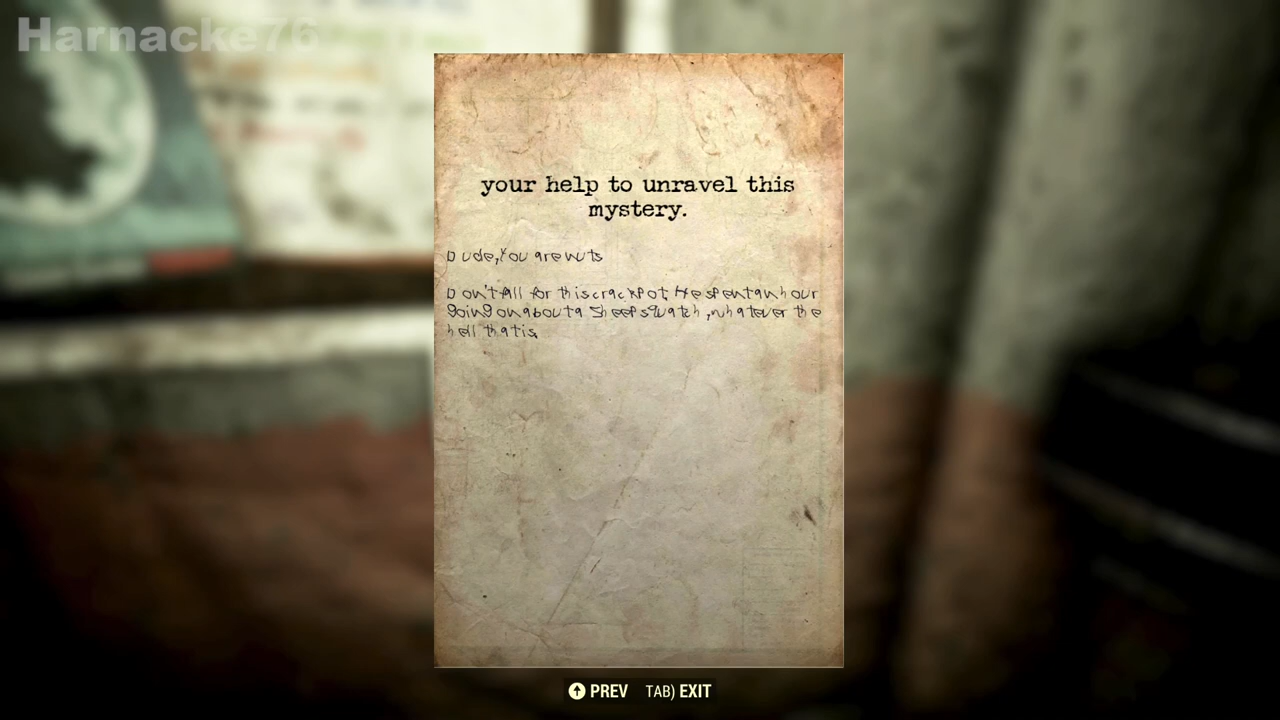 Harnacke76
your help to unravel this
mystery.
Dude, You are nuts
Don't fall for this crackpot. He spent an hour
going on about a Sheepsquatch, whatever the
hell that is.
PREV TAB) EXIT